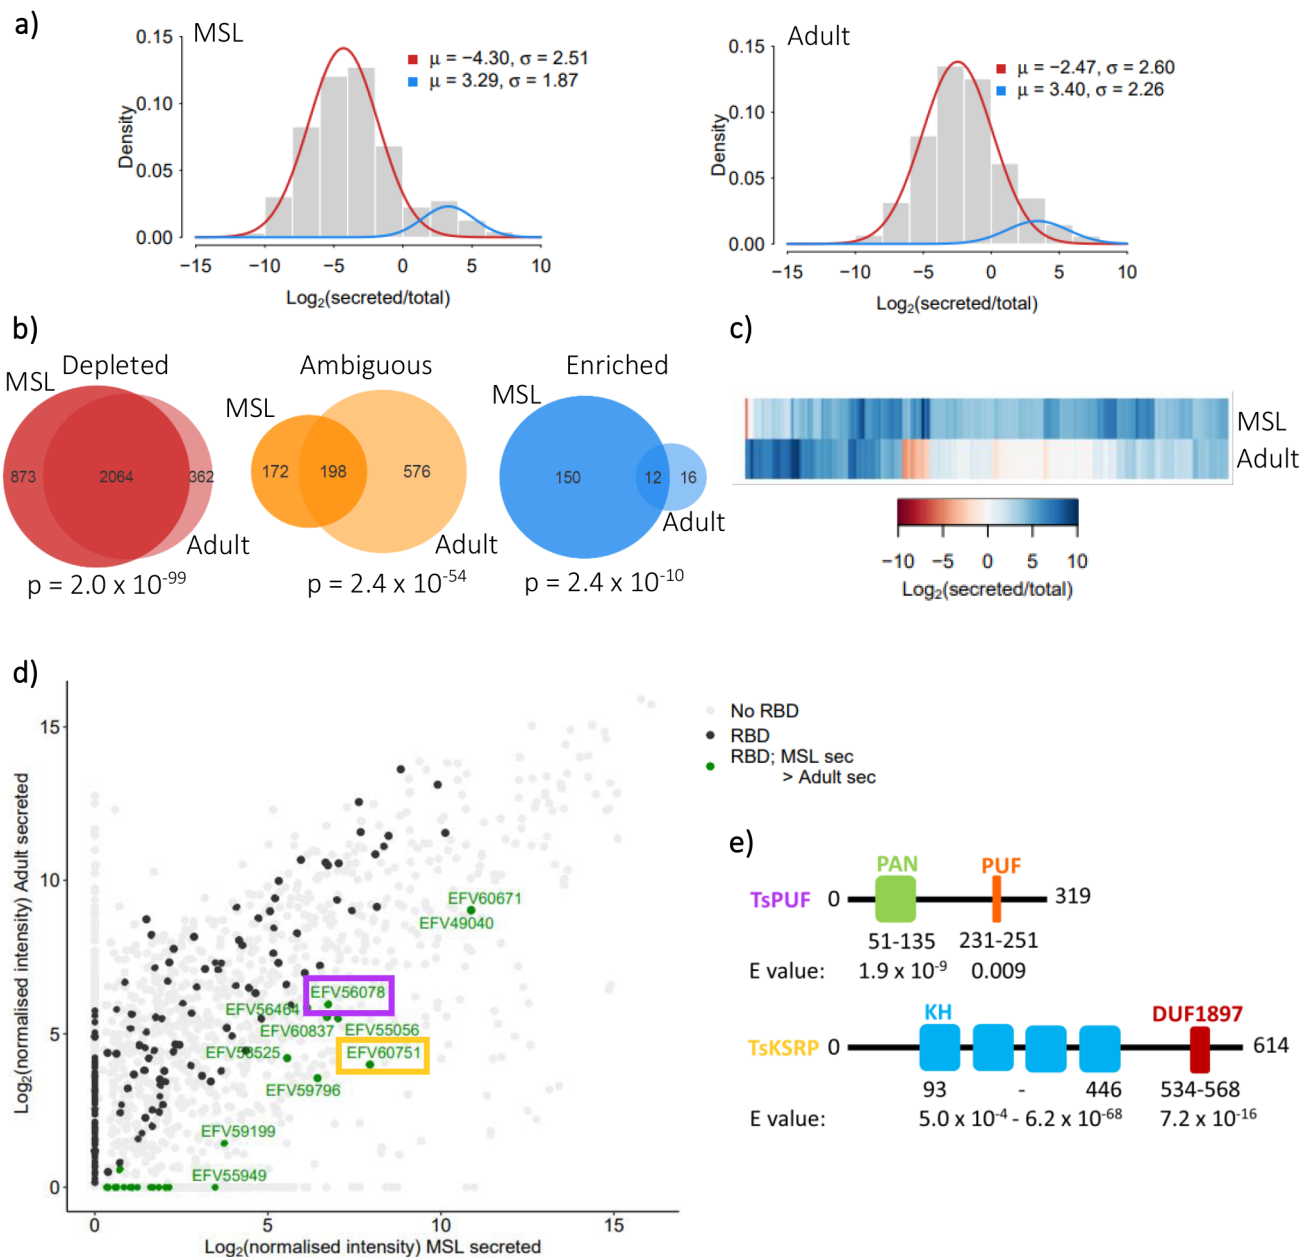 a)
MSL
0.15
0.10
0.05
0.00
Density
μ = −4.30, σ = 2.51
μ = 3.29, σ = 1.87
−15 −10 −5 0 5 10
Log2(secreted/total)
Adult
0.15
0.10
0.05
0.00
Density
μ = −2.47, σ = 2.60
μ = 3.40, σ = 2.26
−15 −10 −5 0 5 10
Log2(secreted/total)
b)
Depleted
MSL
873 2064 362
Adult
p = 2.0 x 10-99
Ambiguous
MSL
172 198 576
Adult
p = 2.4 x 10-54
Enriched
MSL
150 12 16
Adult
p = 2.4 x 10-10
c)
MSL
Adult
−10 −5 0 5 10
Log2(secreted/total)
d)
15
10
5
0
Log2(normalised intensity) Adult secreted
EFV60671
EFV49040
EFV56078
EFV56464
EFV60837
EFV55056
EFV60751
EFV59796
EFV59199
EFV55949
0 5 10 15
Log2(normalised intensity) MSL secreted
No RBD
RBD
RBD; MSL sec
> Adult sec
e)
PAN PUF
TsPUF 0 319
51-135 231-251
E value: 1.9 x 10-9 0.009
KH DUF1897
TsKSRP 0 614
93 - 446 534-568
E value: 5.0 x 10-4 - 6.2 x 10-68 7.2 x 10-16